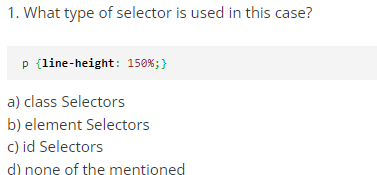 1. What type of selector is used in this case?
p {line-height: 150%;}
a) class Selectors
b) element Selectors
c) id Selectors
d) none of the mentioned